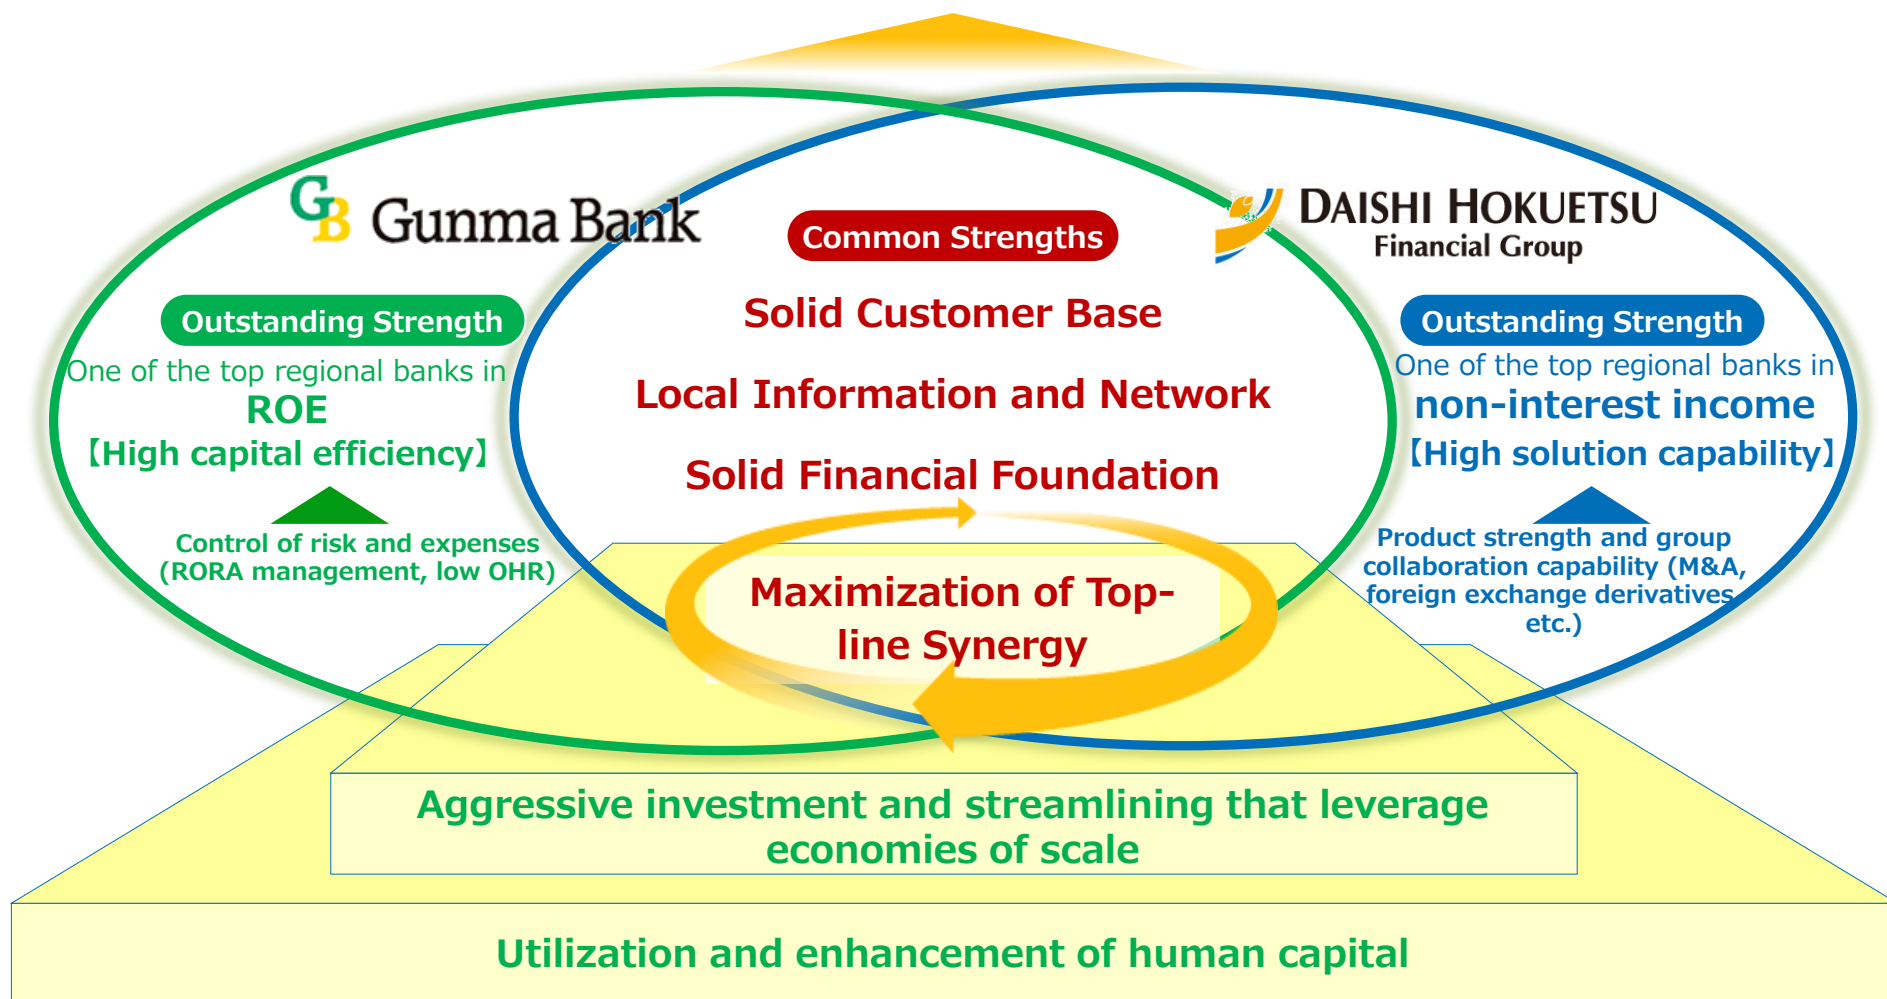 GB Gunma Bank
Outstanding Strength
One of the top regional banks in
ROE
【High capital efficiency】
Control of risk and expenses
(RORA management, low OHR)
Common Strengths
Solid Customer Base
Local Information and Network
Solid Financial Foundation
Maximization of Top-
line Synergy
DAISHI HOKUETSU
Financial Group
Outstanding Strength
One of the top regional banks in
non-interest income
【High solution capability】
Product strength and group
collaboration capability (M&A,
foreign exchange derivatives,
etc.)
Aggressive investment and streamlining that leverage
economies of scale
Utilization and enhancement of human capital